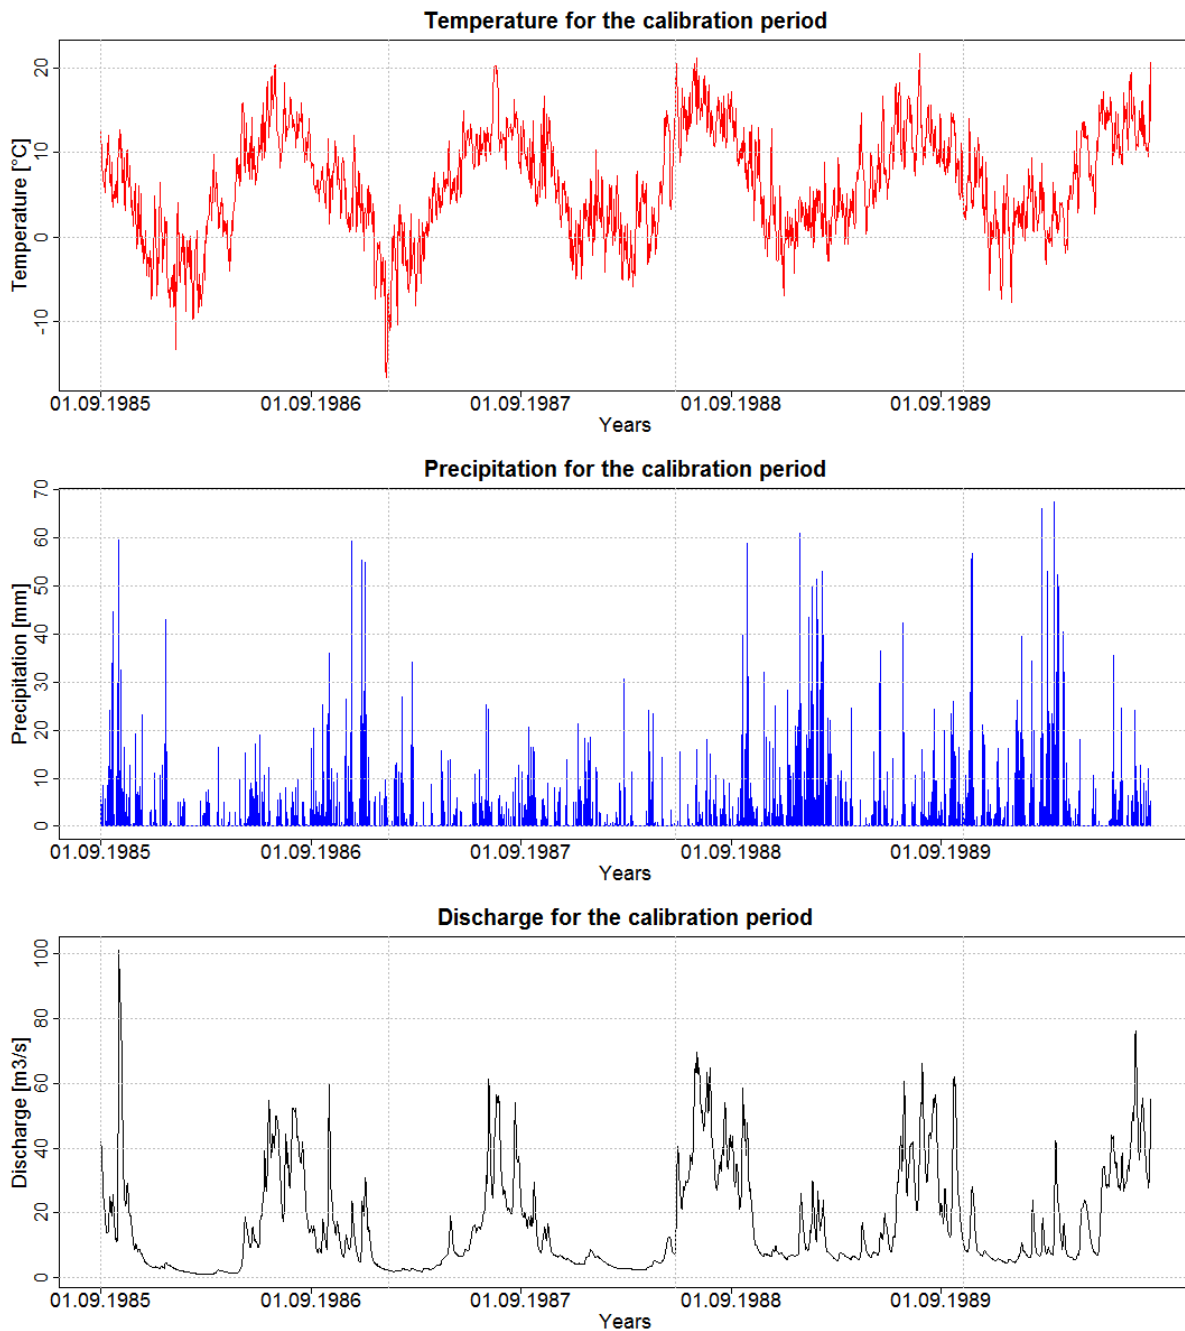 Temperature for the calibration period
20
10
0
-10
Temperature [°C]
01.09.1985 01.09.1986 01.09.1987 01.09.1988 01.09.1989
Years
Precipitation for the calibration period
70
60
50
40
30
20
10
0
Precipitation [mm]
01.09.1985 01.09.1986 01.09.1987 01.09.1988 01.09.1989
Years
Discharge for the calibration period
100
80
60
40
20
0
Discharge [m3/s]
01.09.1985 01.09.1986 01.09.1987 01.09.1988 01.09.1989
Years